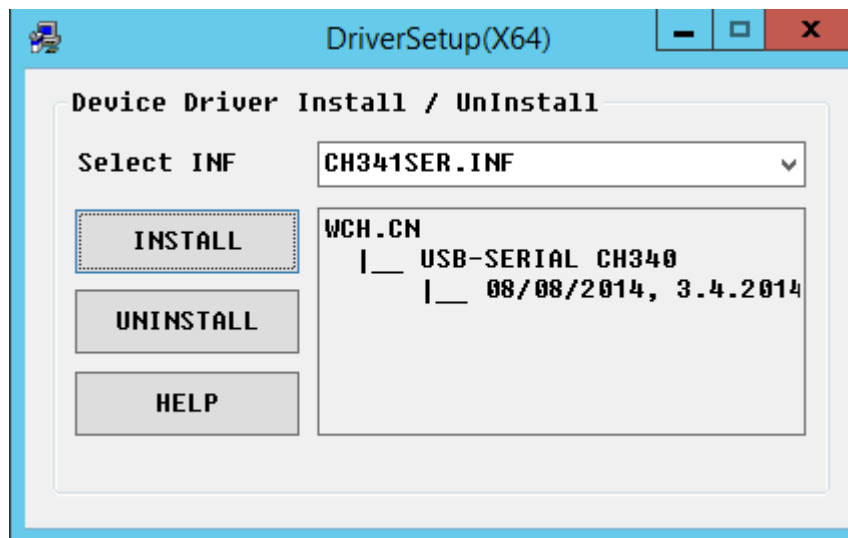 DriverSetup(X64)
Device Driver Install / UnInstall
Select INF
CH341SER.INF
INSTALL
WCH.CN
|__ USB-SERIAL CH340
|__ 08/08/2014, 3.4.2014
UNINSTALL
HELP